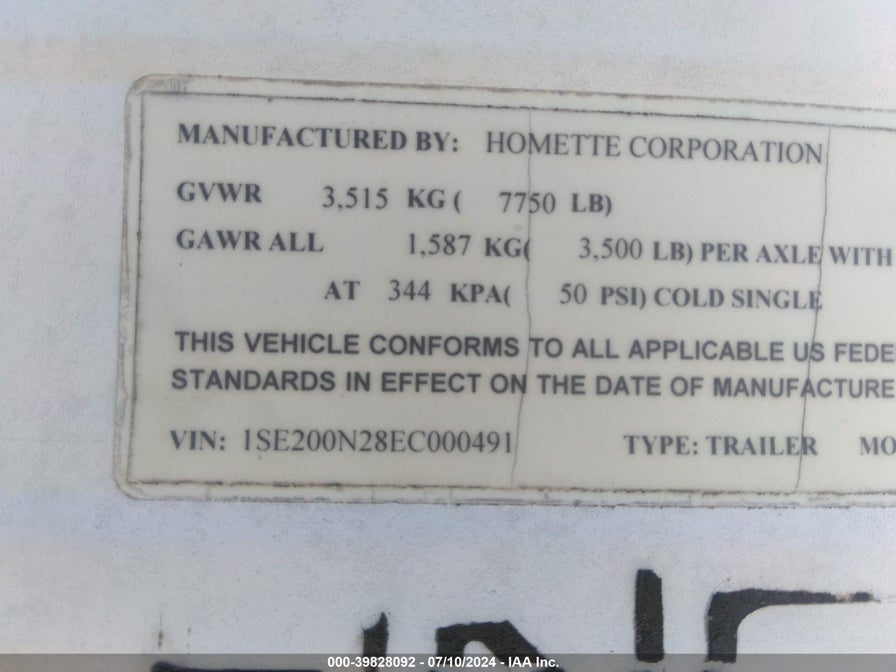 MANUFACTURED BY: HOMETTE CORPORATION
GVWR 3,515 KG ( 7750 LB)
GAWR ALL 1,587 KG( 3,500 LB) PER AXLE WITH
AT 344 KPA( 50 PSI) COLD SINGLE
THIS VEHICLE CONFORMS TO ALL APPLICABLE US FEDE
STANDARDS IN EFFECT ON THE DATE OF MANUFACTURE
VIN: 1SE200N28EC000491 TYPE: TRAILER MO
000-39828092 - 07/10/2024 - IAA Inc.